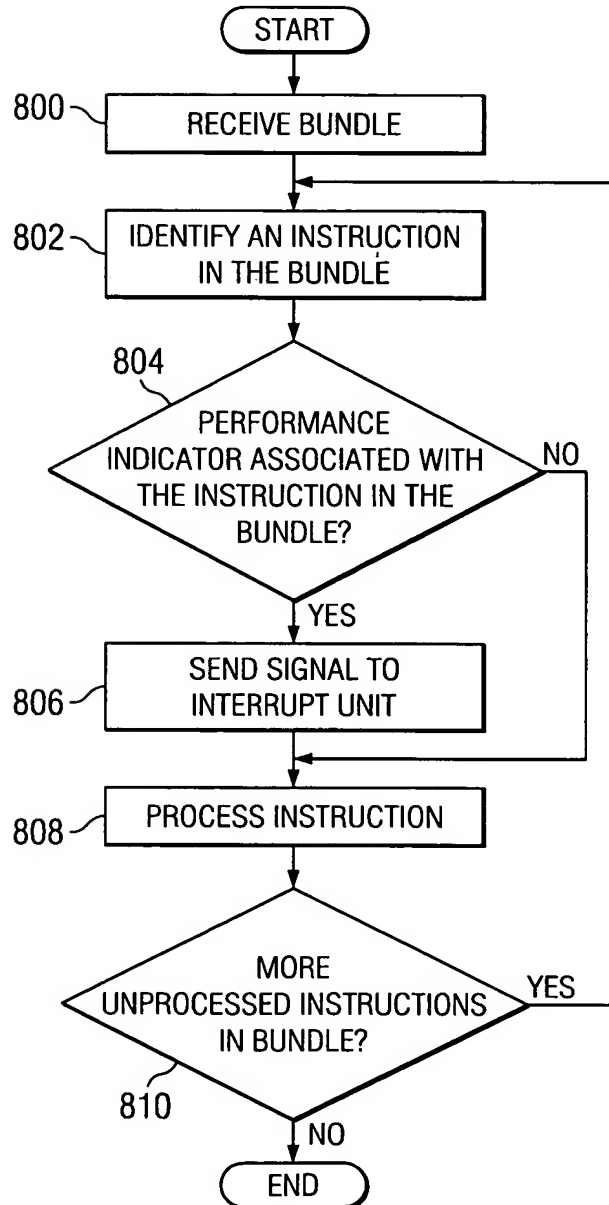 START
800
RECEIVE BUNDLE
802
IDENTIFY AN INSTRUCTION
IN THE BUNDLE
804
PERFORMANCE
INDICATOR ASSOCIATED WITH
THE INSTRUCTION IN THE
BUNDLE?
NO
YES
806
SEND SIGNAL TO
INTERRUPT UNIT
808
PROCESS INSTRUCTION
MORE
UNPROCESSED INSTRUCTIONS
IN BUNDLE?
YES
810
NO
END